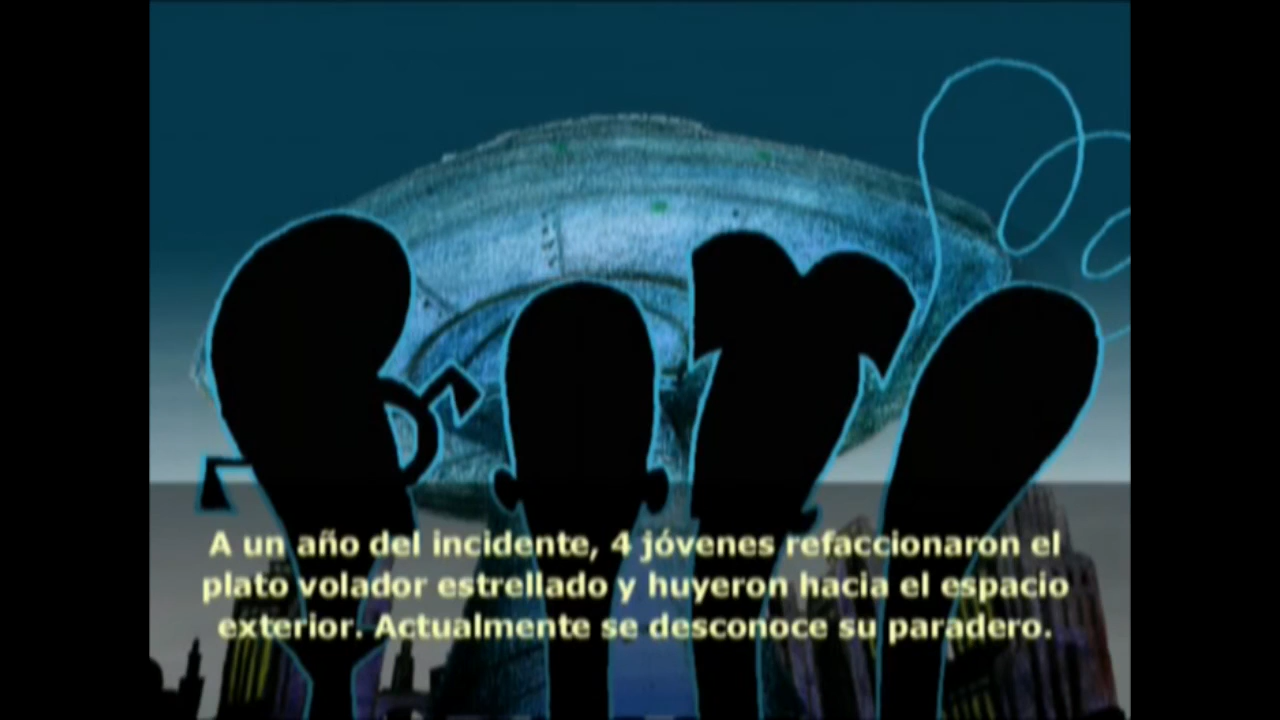 A un año del incidente, 4 jóvenes refaccionaron el
plato volador estrellado y huyeron hacia el espacio
exterior. Actualmente se desconoce su paradero.